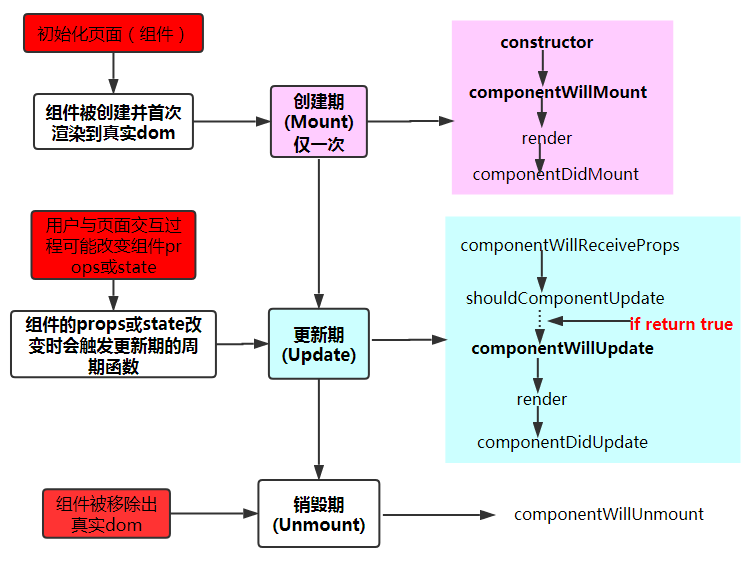 初始化页面（组件）
组件被创建并首次
渲染到真实dom
创建期
(Mount)
仅一次
constructor
componentWillMount
render
componentDidMount
用户与页面交互过
程可能改变组件pr
ops或state
组件的props或state改
变时会触发更新期的周
期函数
更新期
(Update)
componentWillReceiveProps
shouldComponentUpdate
if return true
componentWillUpdate
render
componentDidUpdate
组件被移除出
真实dom
销毁期
(Unmount)
componentWillUnmount